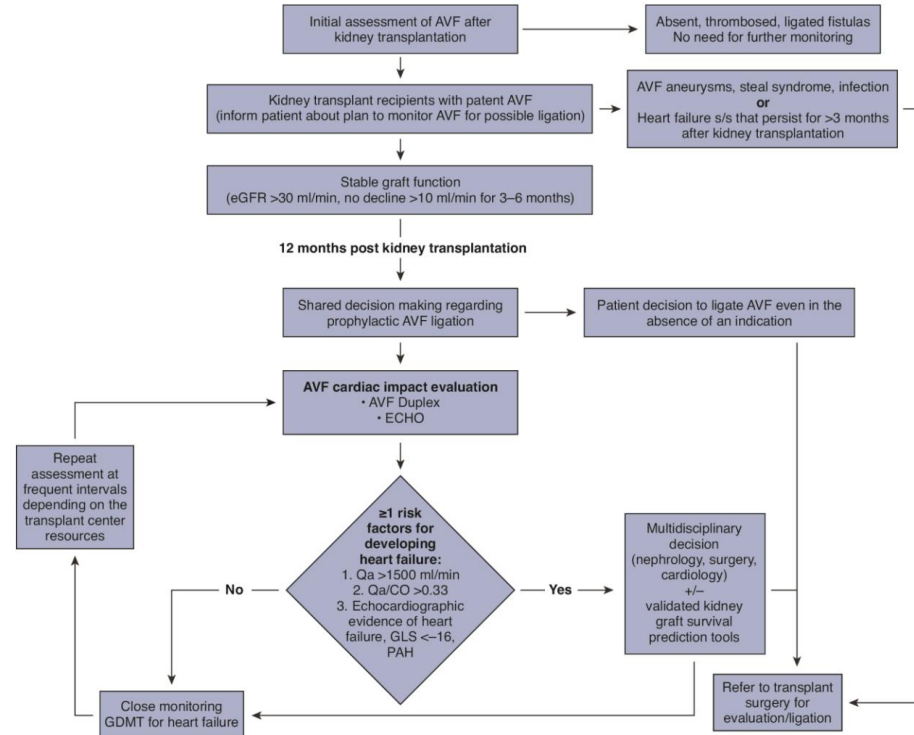 Initial assessment of AVF after
kidney transplantation
Absent, thrombosed, ligated fistulas
No need for further monitoring
Kidney transplant recipients with patent AVF
(inform patient about plan to monitor AVF for possible ligation)
AVF aneurysms, steal syndrome, infection
or
Heart failure s/s that persist for >3 months
after kidney transplantation
Stable graft function
(eGFR >30 ml/min, no decline >10 ml/min for 3–6 months)
12 months post kidney transplantation
Shared decision making regarding
prophylactic AVF ligation
Patient decision to ligate AVF even in the
absence of an indication
AVF cardiac impact evaluation
• AVF Duplex
• ECHO
Repeat
assessment at
frequent intervals
depending on the
transplant center
resources
≥1 risk
factors for
developing
heart failure:
1. Qa >1500 ml/min
2. Qa/CO >0.33
3. Echocardiographic
evidence of heart
failure, GLS <–16,
PAH
No
Yes
Multidisciplinary
decision
(nephrology, surgery,
cardiology)
+/–
validated kidney
graft survival
prediction tools
Close monitoring
GDMT for heart failure
Refer to transplant
surgery for
evaluation/ligation